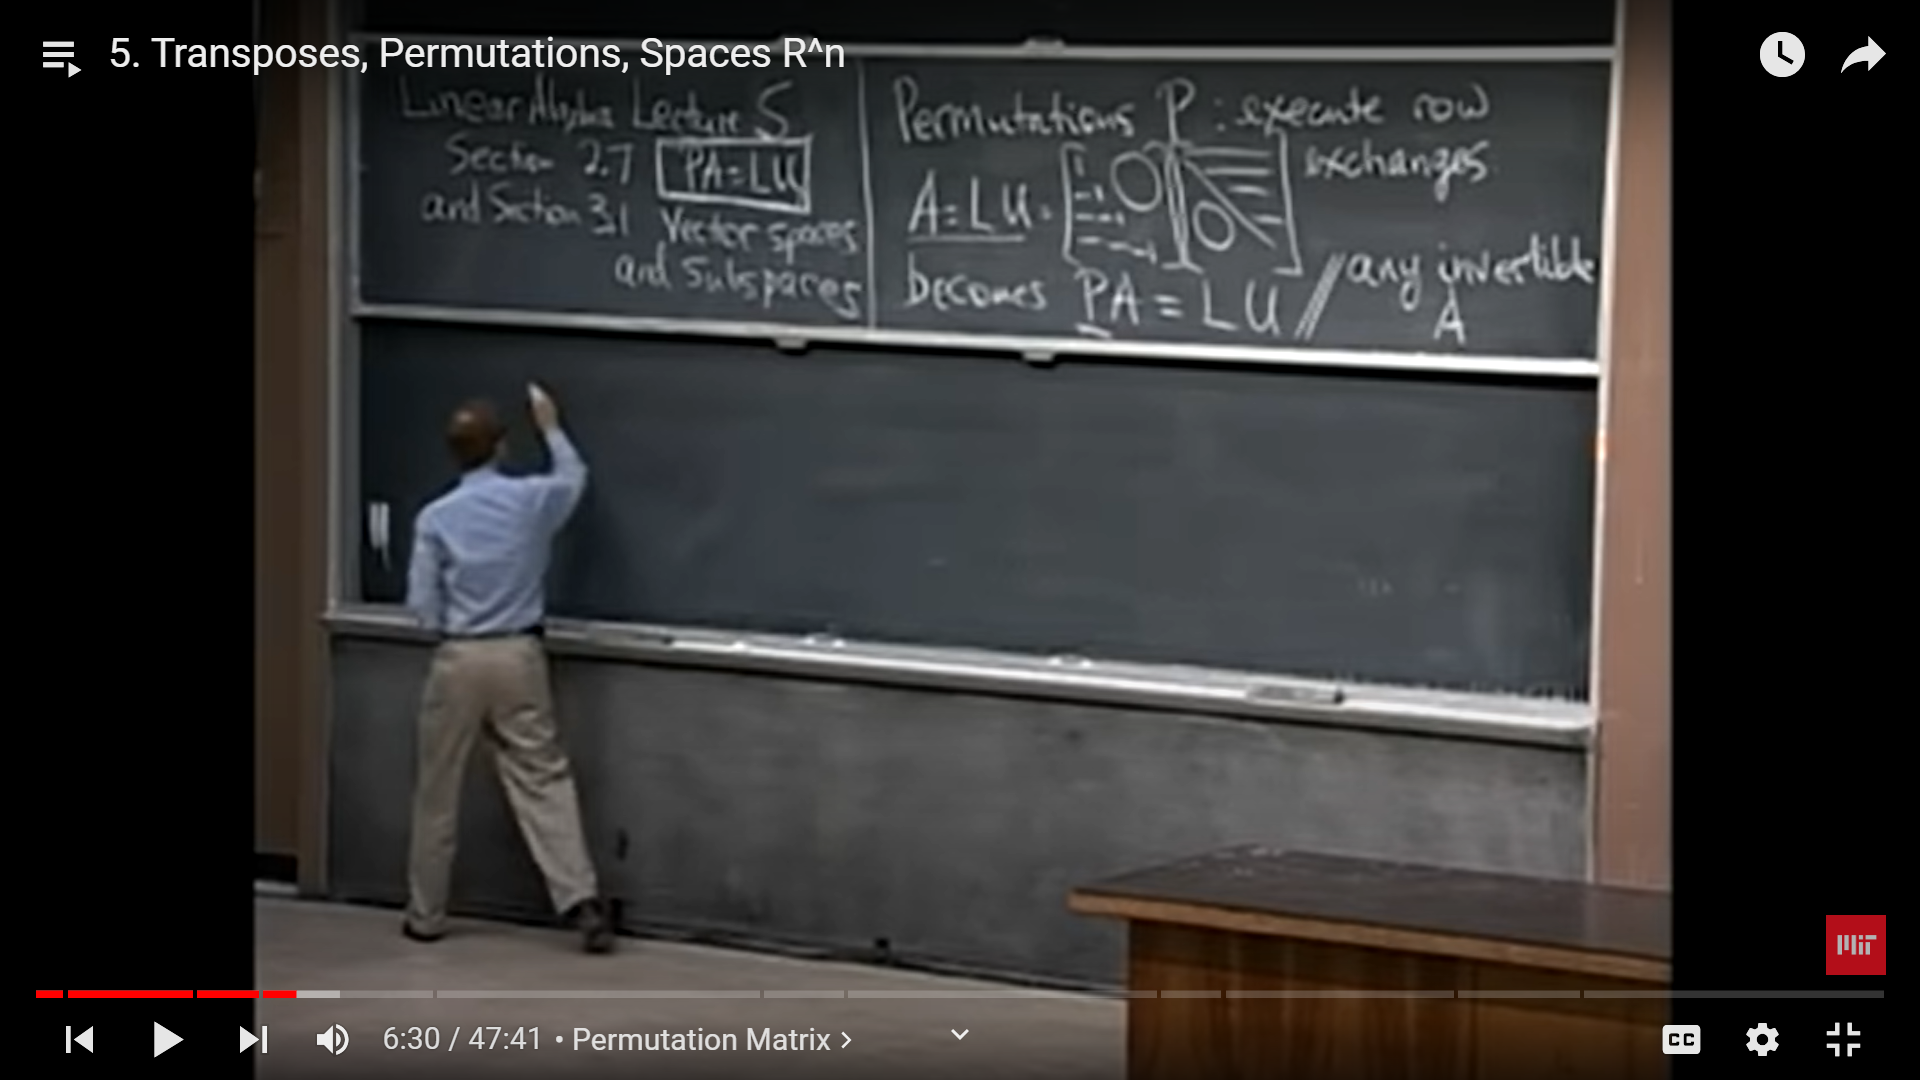 5. Transposes, Permutations, Spaces R^n
Linear Algebra Lecture 5
Section 2.7 PA=LU
and Section 3.1 Vector spaces
and Subspaces
Permutations P : execute row
exchanges
A=LU=
becomes PA = LU // any invertible
A
MIT
6:30 / 47:41 • Permutation Matrix >
CC